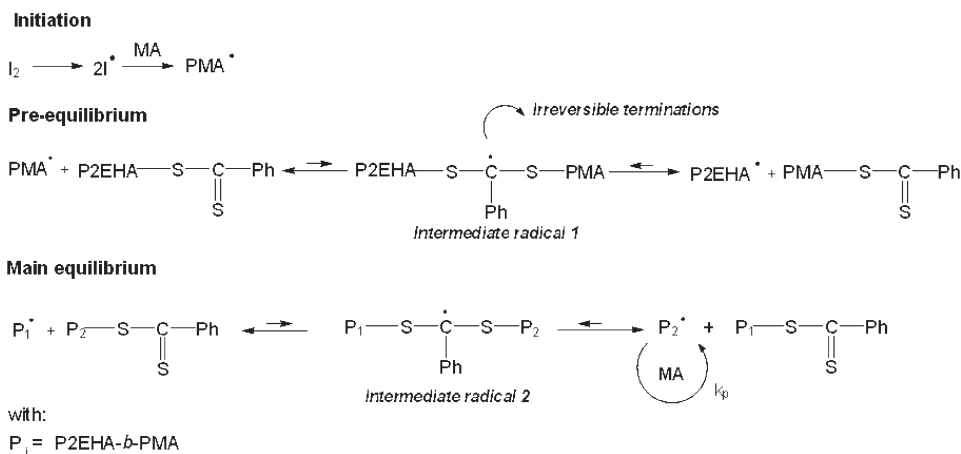 Initiation
I2 2I• MA PMA•
Pre-equilibrium
Irreversible terminations
PMA• + P2EHA—S—C—Ph P2EHA—S—C•—S—PMA P2EHA• + PMA—S—C—Ph
S Ph S
Intermediate radical 1
Main equilibrium
P1• + P2—S—C—Ph P1—S—C•—S—P2 P2• + P1—S—C—Ph
S Ph MA kp S
Intermediate radical 2
with:
Pi = P2EHA-b-PMA